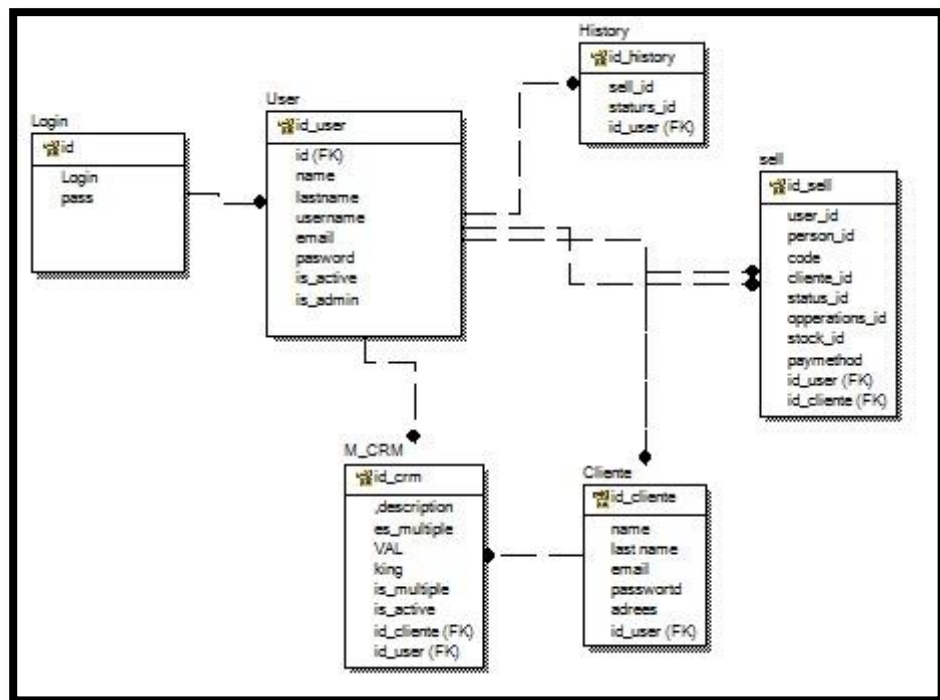 Login
id
Login
pass
User
id_user
id (FK)
name
lastname
username
email
pasword
is_active
is_admin
History
id_history
sell_id
staturs_id
id_user (FK)
sell
id_sell
user_id
person_id
code
cliente_id
status_id
opperations_id
stock_id
paymethod
id_user (FK)
id_cliente (FK)
M_CRM
id_crm
,description
es_multiple
VAL
king
is_multiple
is_active
id_cliente (FK)
id_user (FK)
Cliente
id_cliente
name
last name
email
passwortd
adrees
id_user (FK)